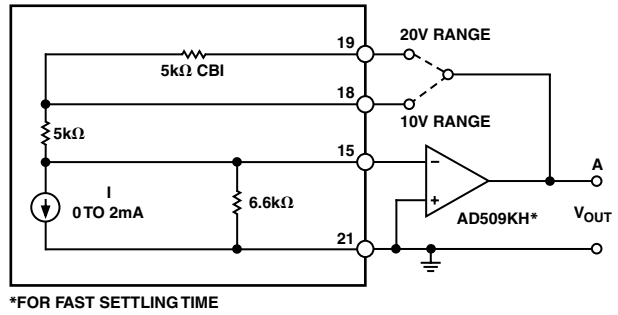 19
20V RANGE
5kΩ CBI
18
10V RANGE
5kΩ
15
−
I
0 TO 2mA
6.6kΩ
+
AD509KH*
A
VOUT
21
*FOR FAST SETTLING TIME